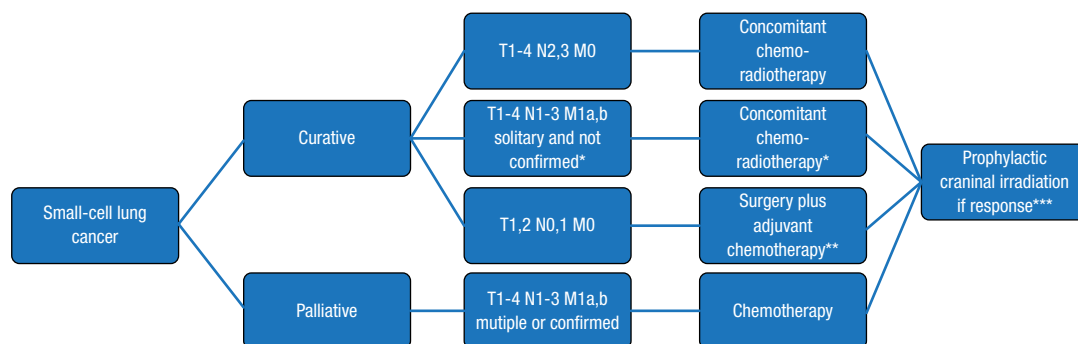 Small-cell lung
cancer
Curative
Palliative
T1-4 N2,3 M0
T1-4 N1-3 M1a,b
solitary and not
confirmed*
T1,2 N0,1 M0
T1-4 N1-3 M1a,b
mutiple or confirmed
Concomitant
chemo-
radiotherapy
Concomitant
chemo-
radiotherapy*
Surgery plus
adjuvant
chemotherapy**
Chemotherapy
Prophylactic
craninal irradiation
if response***